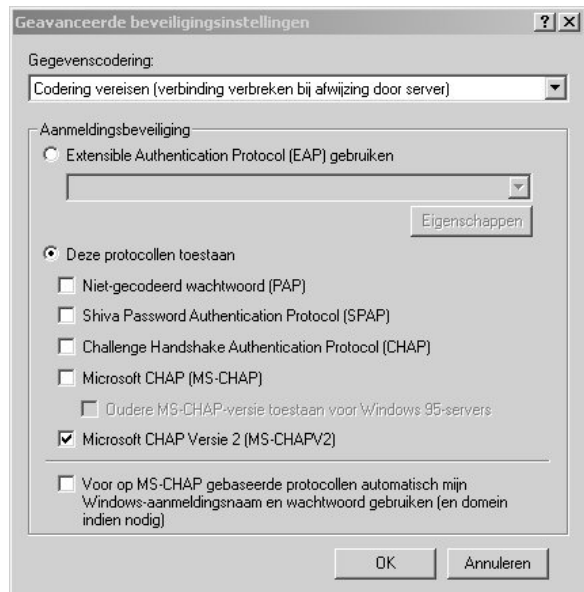 Geavanceerde beveiligingsinstellingen
Gegevenscodering:
Codering vereisen (verbinding verbreken bij afwijzing door server)
Aanmeldingsbeveiliging
Extensible Authentication Protocol (EAP) gebruiken
Eigenschappen
Deze protocollen toestaan
Niet-gecodeerd wachtwoord (PAP)
Shiva Password Authentication Protocol (SPAP)
Challenge Handshake Authentication Protocol (CHAP)
Microsoft CHAP (MS-CHAP)
Oudere MS-CHAP-versie toestaan voor Windows 95-servers
Microsoft CHAP Versie 2 (MS-CHAPV2)
Voor op MS-CHAP gebaseerde protocollen automatisch mijn
Windows-aanmeldingsnaam en wachtwoord gebruiken (en domein
indien nodig)
OK Annuleren